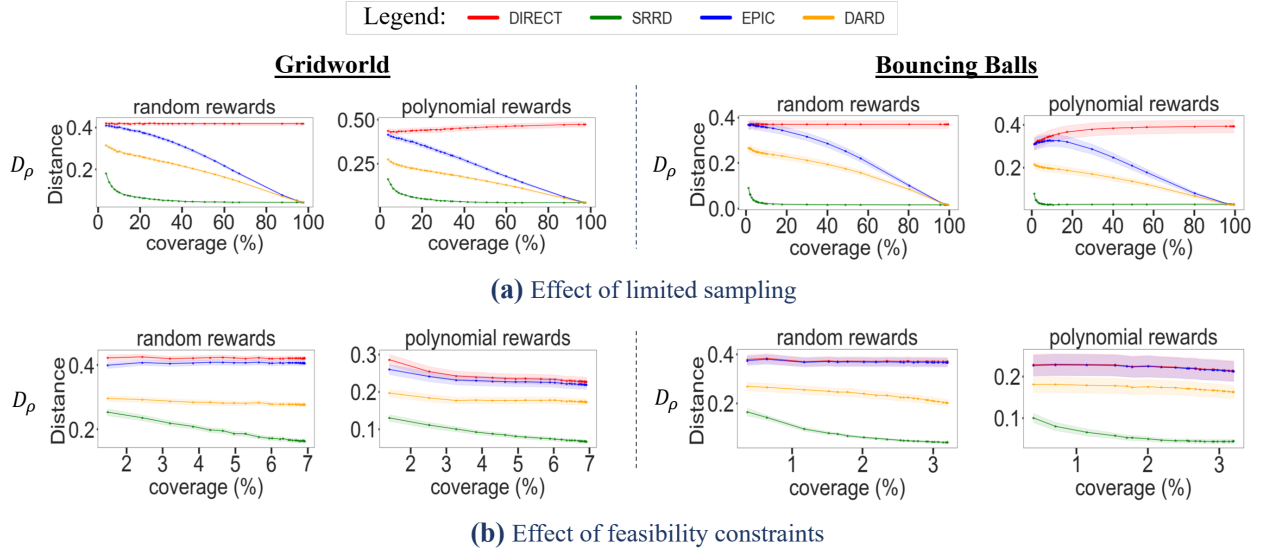 Legend: DIRECT SRRD EPIC DARD
Gridworld
Bouncing Balls
random rewards
polynomial rewards
random rewards
polynomial rewards
D_ρ
Distance
0.4
0.2
0 20 40 60 80 100
coverage (%)
0.50
0.25
0 20 40 60 80 100
coverage (%)
D_ρ
Distance
0.4
0.2
0.0
0 20 40 60 80 100
coverage (%)
0.4
0.2
0 20 40 60 80 100
coverage (%)
(a) Effect of limited sampling
random rewards
polynomial rewards
random rewards
polynomial rewards
D_ρ
Distance
0.4
0.2
2 3 4 5 6 7
coverage (%)
0.3
0.2
0.1
2 3 4 5 6 7
coverage (%)
D_ρ
Distance
0.4
0.2
1 2 3
coverage (%)
0.2
0.1
1 2 3
coverage (%)
(b) Effect of feasibility constraints